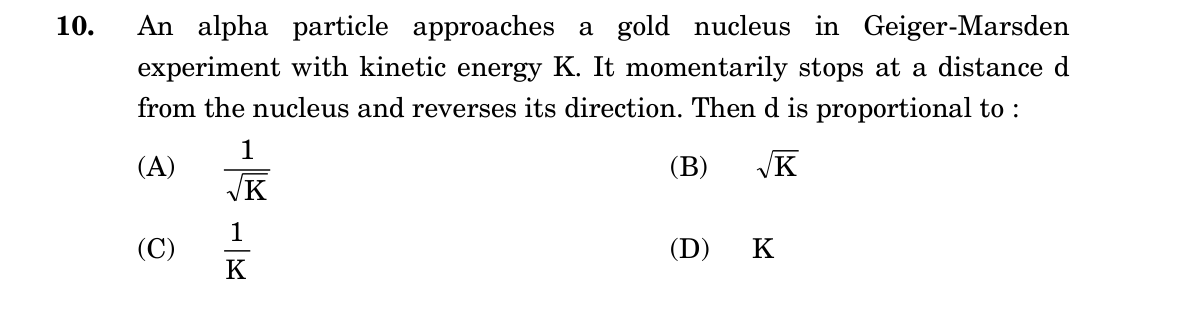 10. An alpha particle approaches a gold nucleus in Geiger-Marsden
experiment with kinetic energy K. It momentarily stops at a distance d
from the nucleus and reverses its direction. Then d is proportional to :
(A) 1/√K (B) √K
(C) 1/K (D) K